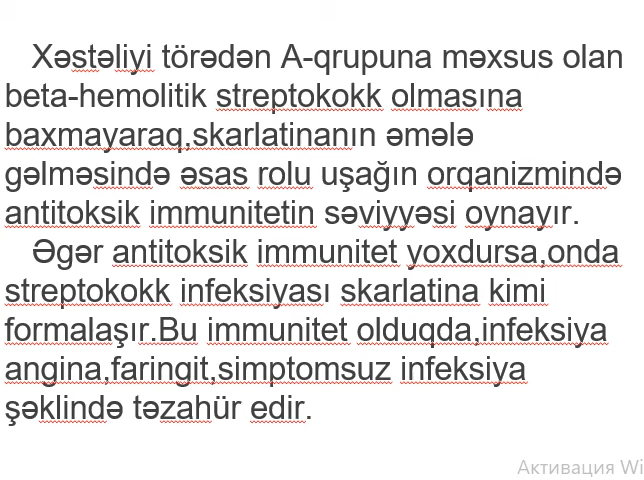 Xəstəliyi törədən A-qrupuna məxsus olan
beta-hemolitik streptokokk olmasına
baxmayaraq,skarlatinanın əmələ
gəlməsində əsas rolu uşağın orqanizmində
antitoksik immunitetin səviyyəsi oynayır.
Əgər antitoksik immunitet yoxdursa,onda
streptokokk infeksiyası skarlatina kimi
formalaşır.Bu immunitet olduqda,infeksiya
angina,faringit,simptomsuz infeksiya
şəklində təzahür edir.
Активация Wi